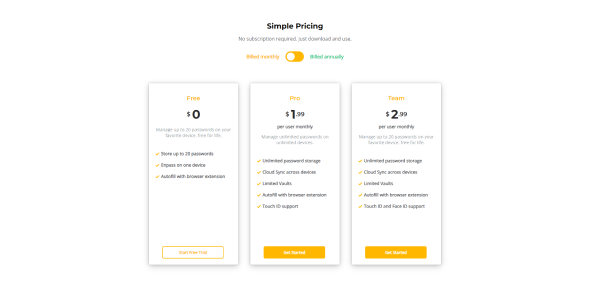 Simple Pricing
No subscription required, just download and use.
Billed monthly Billed annually
Free
$ 0
Manage up to 20 passwords on your
favorite device, free for life.
Store up to 20 passwords
Enpass on one device
Autofill with browser extension
Start Free Trial
Pro
$ 1.99
per user monthly
Manage unlimited passwords on
unlimited devices
Unlimited password storage
Cloud Sync across devices
Limited Vaults
Autofill with browser extension
Touch ID support
Get Started
Team
$ 2.99
per user monthly
Manage up to 20 passwords on your
favorite device, free for life.
Unlimited password storage
Cloud Sync across devices
Limited Vaults
Autofill with browser extension
Touch ID and Face ID support
Get Started